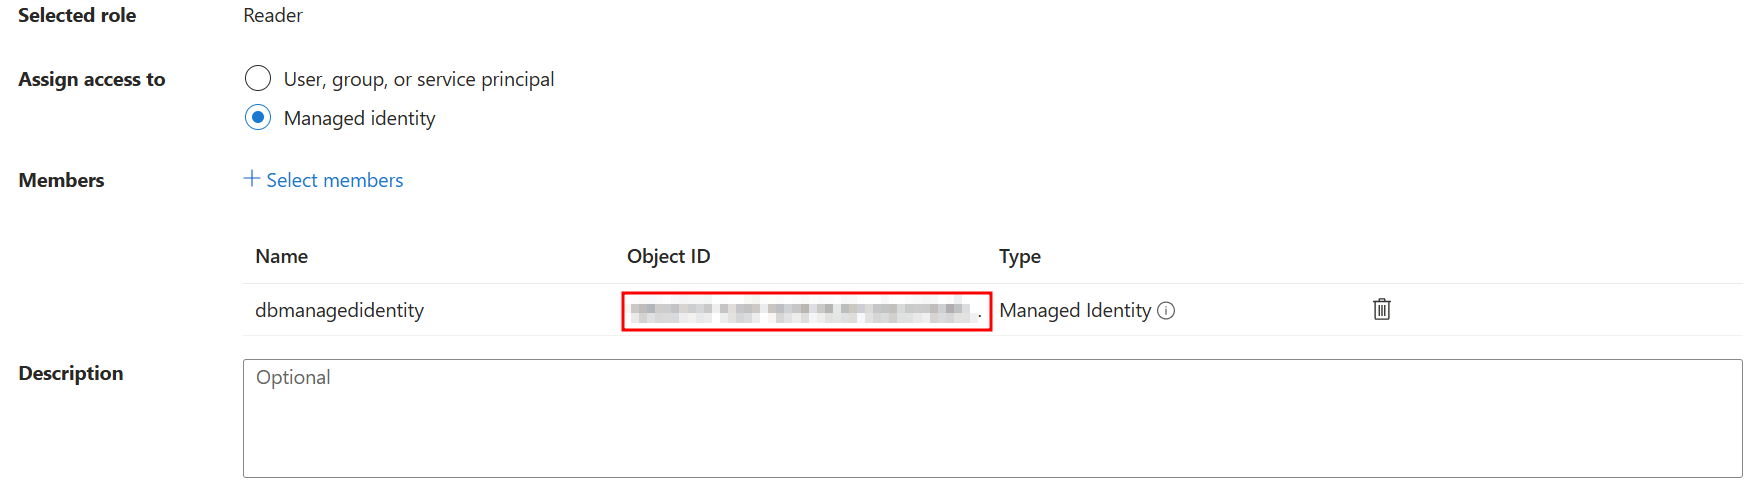 Selected role Reader
Assign access to User, group, or service principal
Managed identity
Members + Select members
Name Object ID Type
dbmanagedidentity Managed Identity
Description Optional